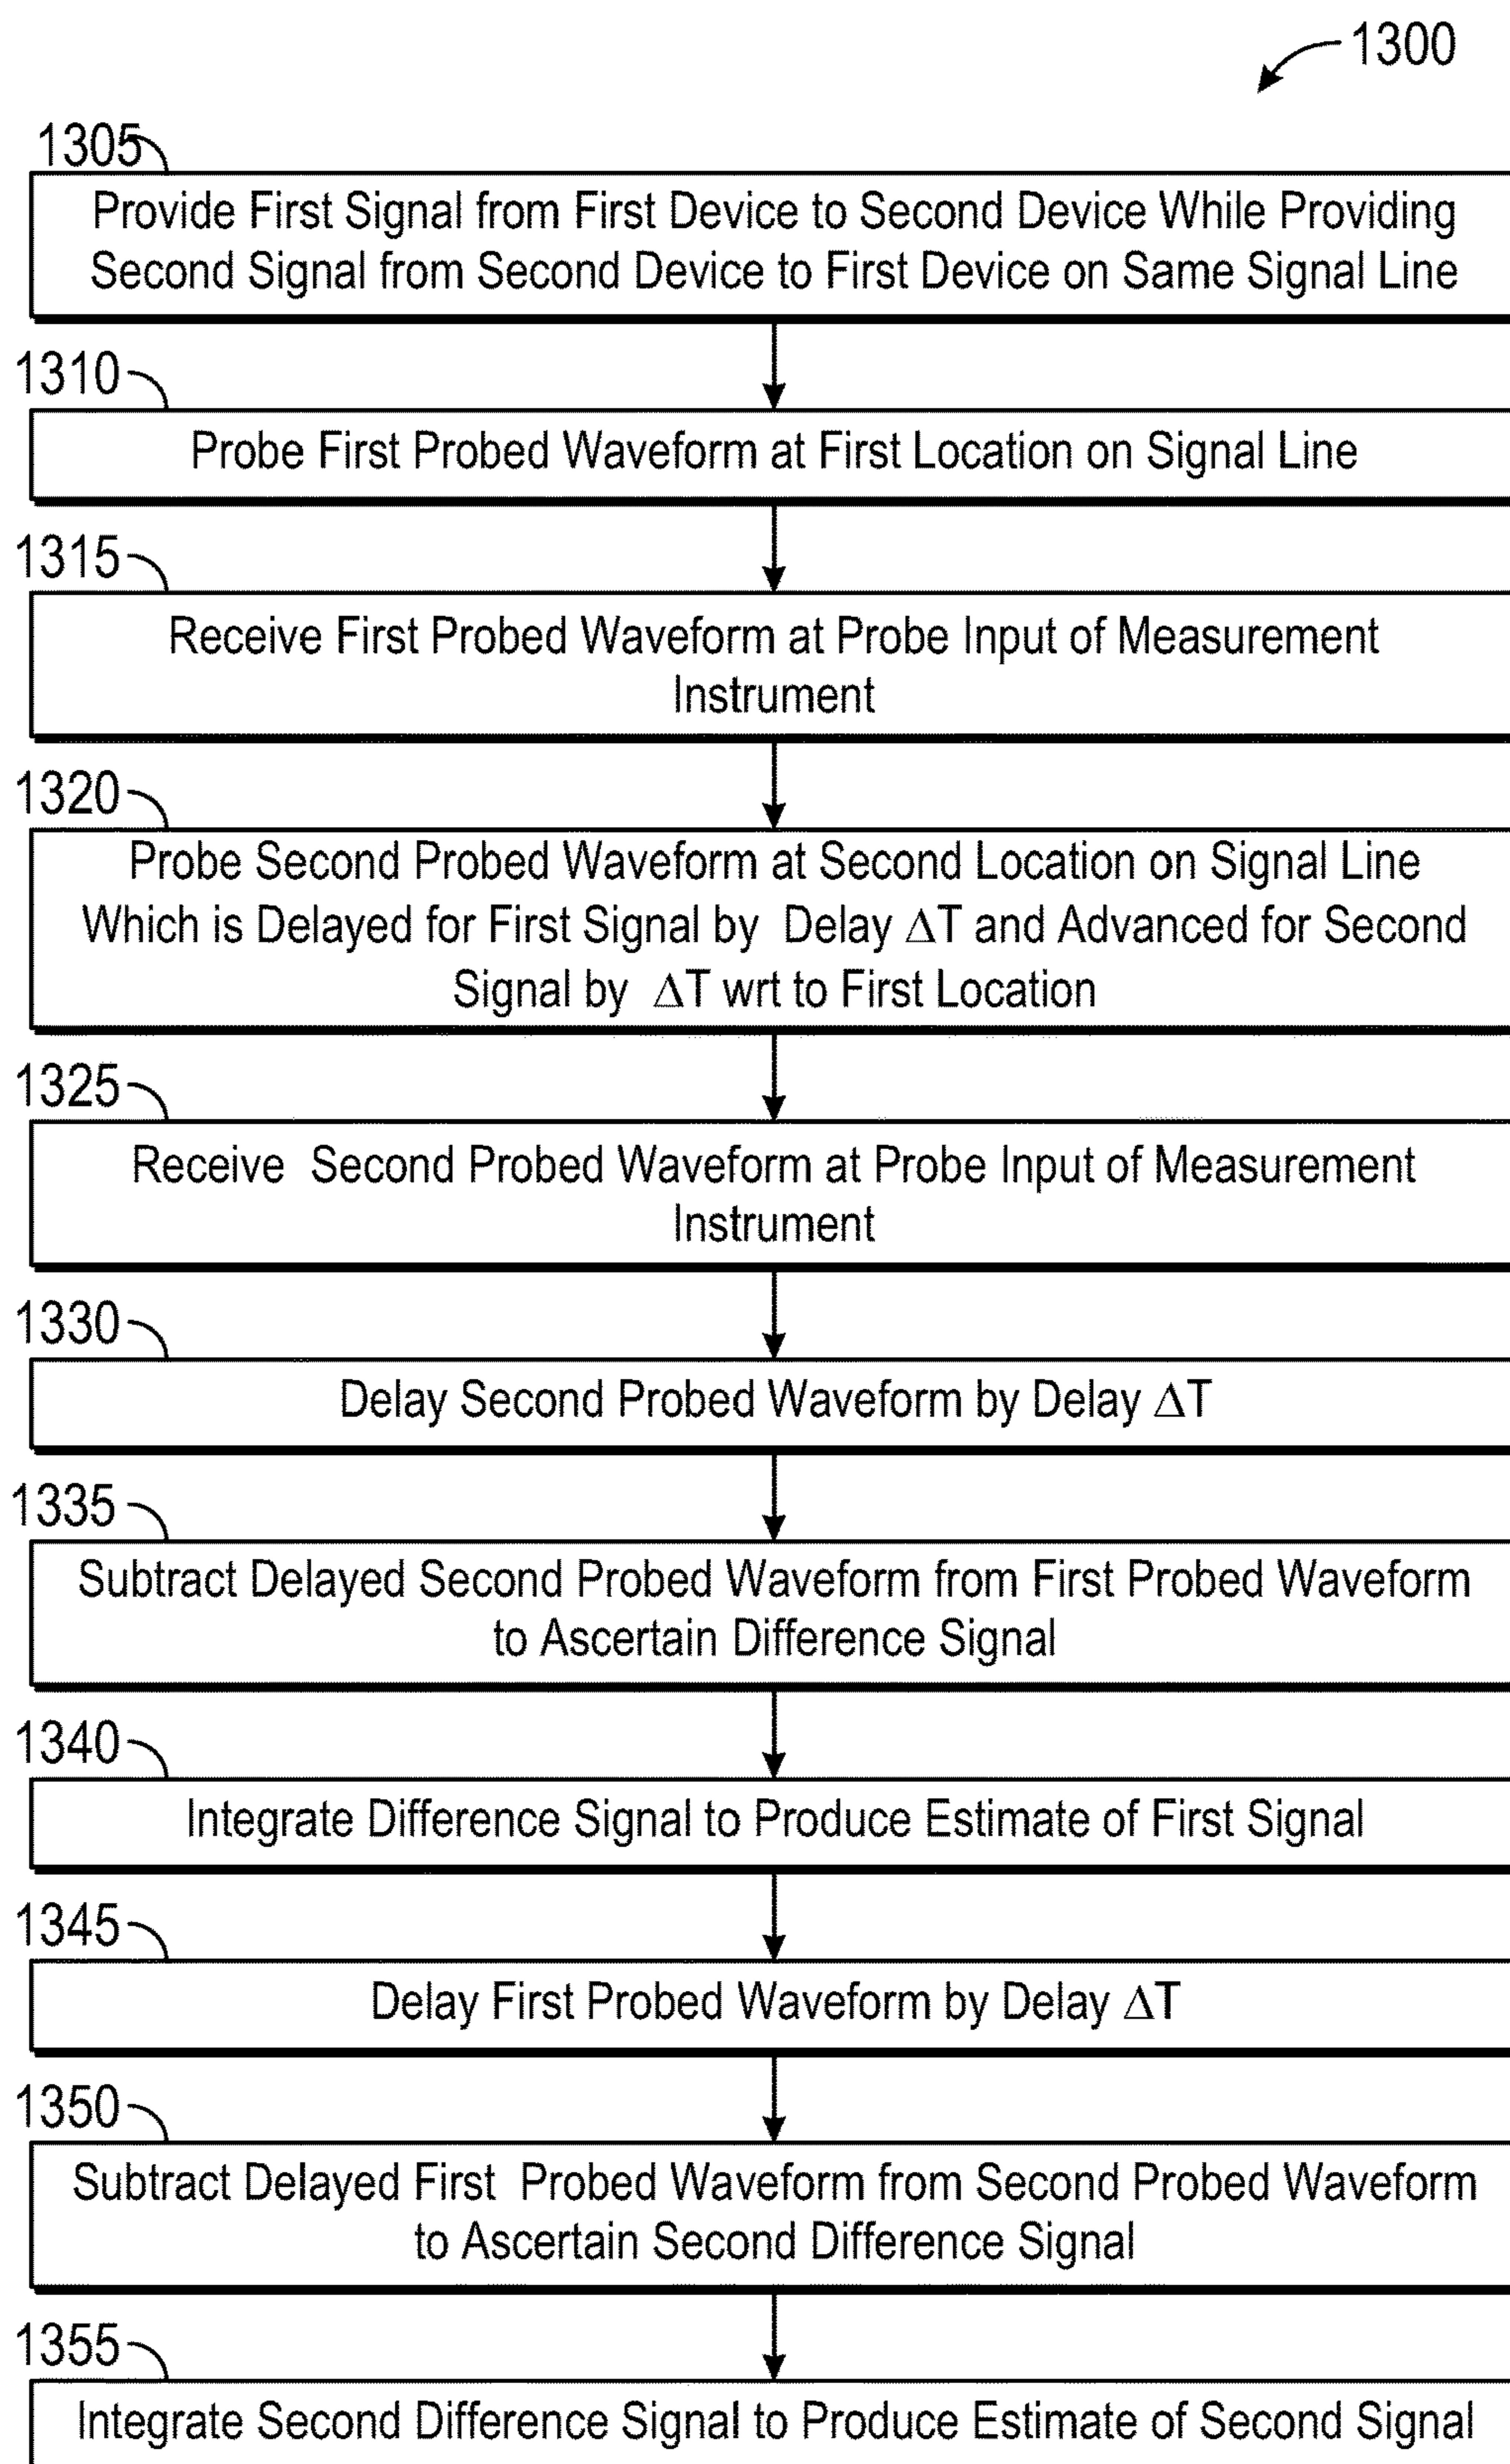 1300
1305
Provide First Signal from First Device to Second Device While Providing
Second Signal from Second Device to First Device on Same Signal Line
1310
Probe First Probed Waveform at First Location on Signal Line
1315
Receive First Probed Waveform at Probe Input of Measurement
Instrument
1320
Probe Second Probed Waveform at Second Location on Signal Line
Which is Delayed for First Signal by Delay ΔT and Advanced for Second
Signal by ΔT wrt to First Location
1325
Receive Second Probed Waveform at Probe Input of Measurement
Instrument
1330
Delay Second Probed Waveform by Delay ΔT
1335
Subtract Delayed Second Probed Waveform from First Probed Waveform
to Ascertain Difference Signal
1340
Integrate Difference Signal to Produce Estimate of First Signal
1345
Delay First Probed Waveform by Delay ΔT
1350
Subtract Delayed First Probed Waveform from Second Probed Waveform
to Ascertain Second Difference Signal
1355
Integrate Second Difference Signal to Produce Estimate of Second Signal